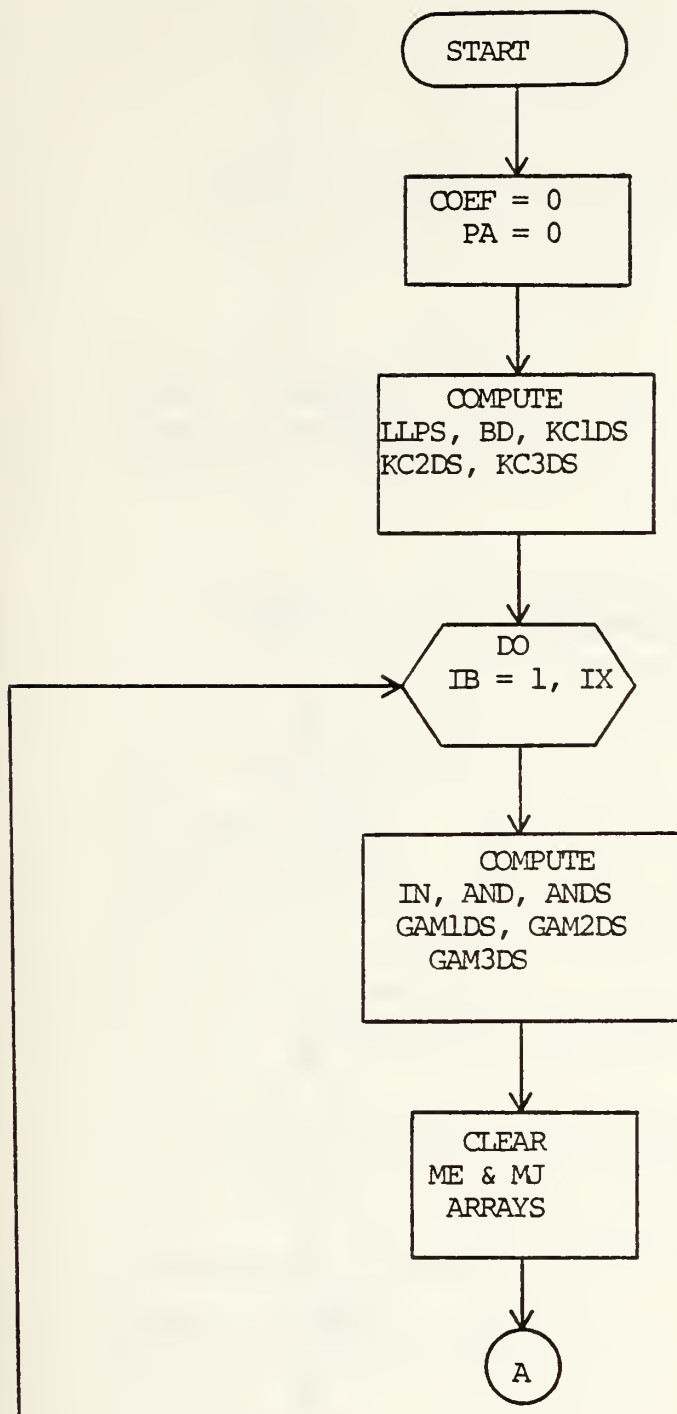 START
COEF = 0
PA = 0
COMPUTE
LLPS, BD, KC1DS
KC2DS, KC3DS
DO
IB = 1, IX
COMPUTE
IN, AND, ANDS
GAM1DS, GAM2DS
GAM3DS
CLEAR
ME & MJ
ARRAYS
A